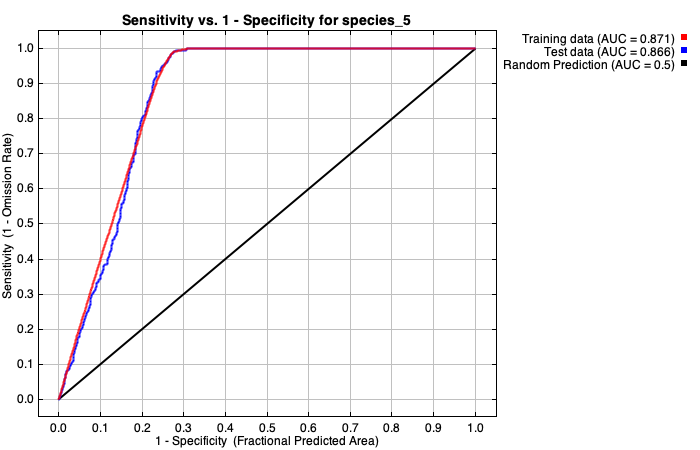 Sensitivity vs. 1 - Specificity for species_5
Training data (AUC = 0.871)
Test data (AUC = 0.866)
Random Prediction (AUC = 0.5)
Sensitivity (1 - Omission Rate)
1.0
0.9
0.8
0.7
0.6
0.5
0.4
0.3
0.2
0.1
0.0
0.0 0.1 0.2 0.3 0.4 0.5 0.6 0.7 0.8 0.9 1.0
1 - Specificity (Fractional Predicted Area)